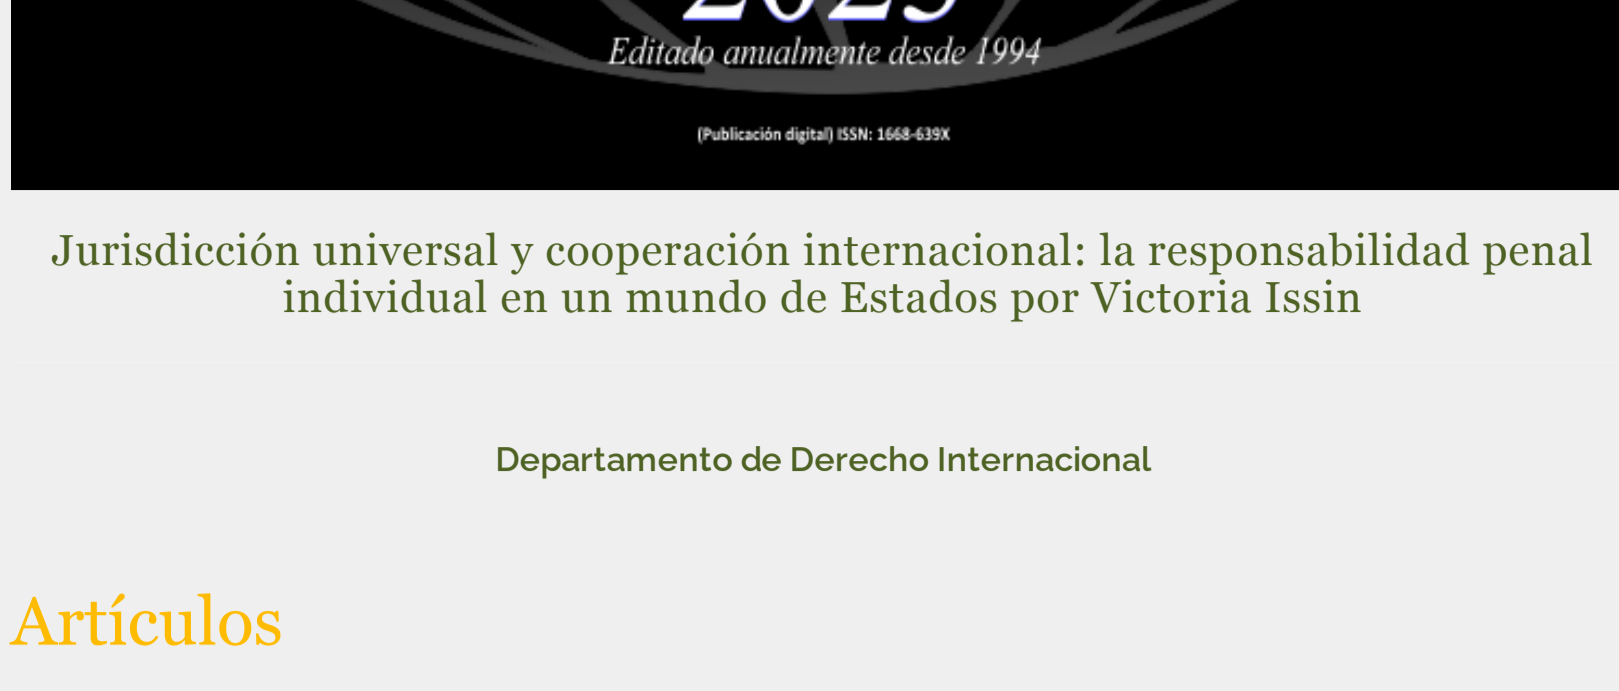 Editado anualmente desde 1994
(Publicación digital) ISSN: 1668-639X
Jurisdicción universal y cooperación internacional: la responsabilidad penal
individual en un mundo de Estados por Victoria Issin
Departamento de Derecho Internacional
Artículos